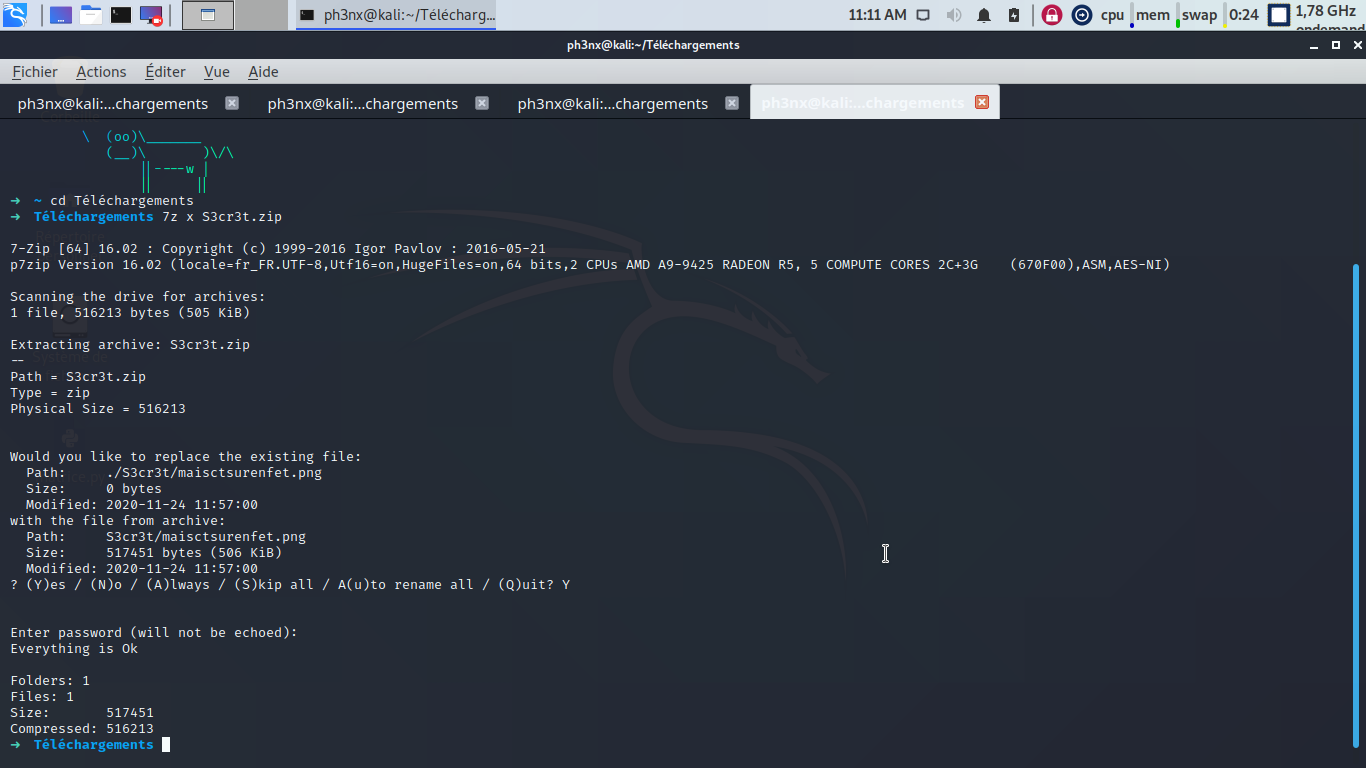 ph3nx@kali:~/Télécharg...
11:11 AM
cpu
mem
swap
0:24
1,78 GHz
ondemand
ph3nx@kali:~/Téléchargements
Fichier Actions Éditer Vue Aide
ph3nx@kali:...chargements
ph3nx@kali:...chargements
ph3nx@kali:...chargements
ph3nx@kali:...chargements
\  (oo)\_______
(__)\       )\/\
||----w |
||     ||
→ ~ cd Téléchargements
→ Téléchargements 7z x S3cr3t.zip
7-Zip [64] 16.02 : Copyright (c) 1999-2016 Igor Pavlov : 2016-05-21
p7zip Version 16.02 (locale=fr_FR.UTF-8,Utf16=on,HugeFiles=on,64 bits,2 CPUs AMD A9-9425 RADEON R5, 5 COMPUTE CORES 2C+3G    (670F00),ASM,AES-NI)
Scanning the drive for archives:
1 file, 516213 bytes (505 KiB)
Extracting archive: S3cr3t.zip
--
Path = S3cr3t.zip
Type = zip
Physical Size = 516213
Would you like to replace the existing file:
Path:     ./S3cr3t/maisctsurenfet.png
Size:     0 bytes
Modified: 2020-11-24 11:57:00
with the file from archive:
Path:     S3cr3t/maisctsurenfet.png
Size:     517451 bytes (506 KiB)
Modified: 2020-11-24 11:57:00
? (Y)es / (N)o / (A)lways / (S)kip all / A(u)to rename all / (Q)uit? Y
Enter password (will not be echoed):
Everything is Ok
Folders: 1
Files: 1
Size:       517451
Compressed: 516213
→ Téléchargements